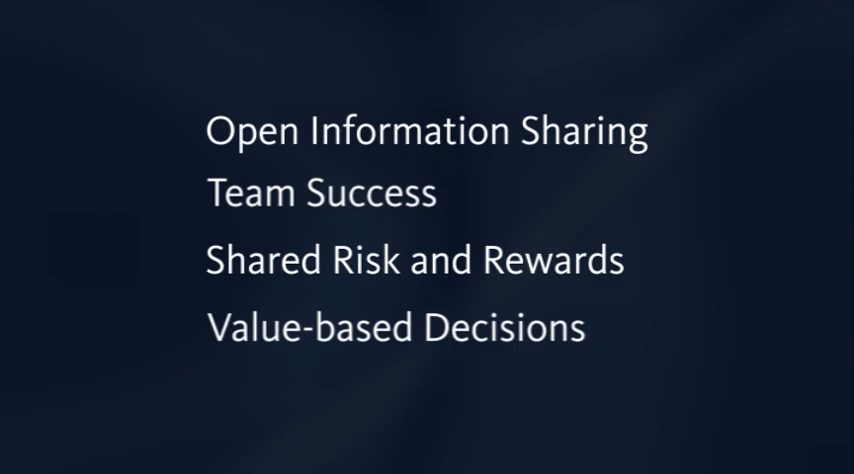 Open Information Sharing
Team Success
Shared Risk and Rewards
Value-based Decisions